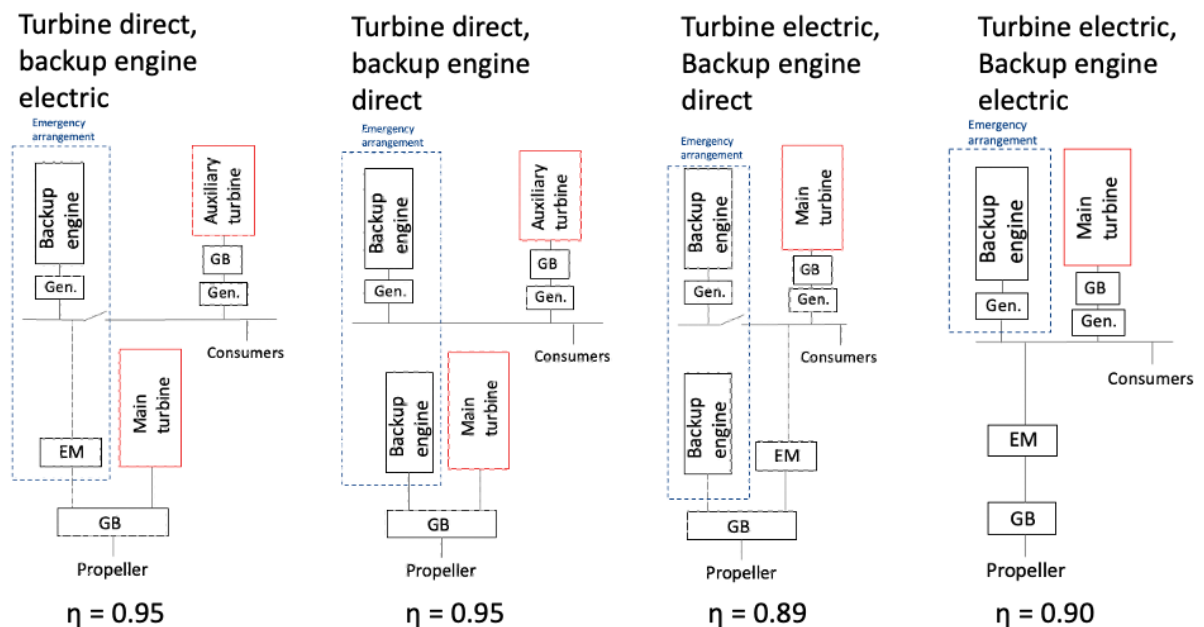 Turbine direct,
backup engine
electric
Emergency
arrangement
Backup
engine
Auxiliary
turbine
GB
Gen.
Gen.
Consumers
Main
turbine
EM
GB
Propeller
η = 0.95
Turbine direct,
backup engine
direct
Emergency
arrangement
Backup
engine
Auxiliary
turbine
GB
Gen.
Gen.
Consumers
Backup
engine
Main
turbine
GB
Propeller
η = 0.95
Turbine electric,
Backup engine
direct
Emergency
arrangement
Backup
engine
Main
turbine
GB
Gen.
Gen.
Consumers
Backup
engine
EM
GB
Propeller
η = 0.89
Turbine electric,
Backup engine
electric
Emergency
arrangement
Backup
engine
Main
turbine
GB
Gen.
Gen.
Consumers
EM
GB
Propeller
η = 0.90